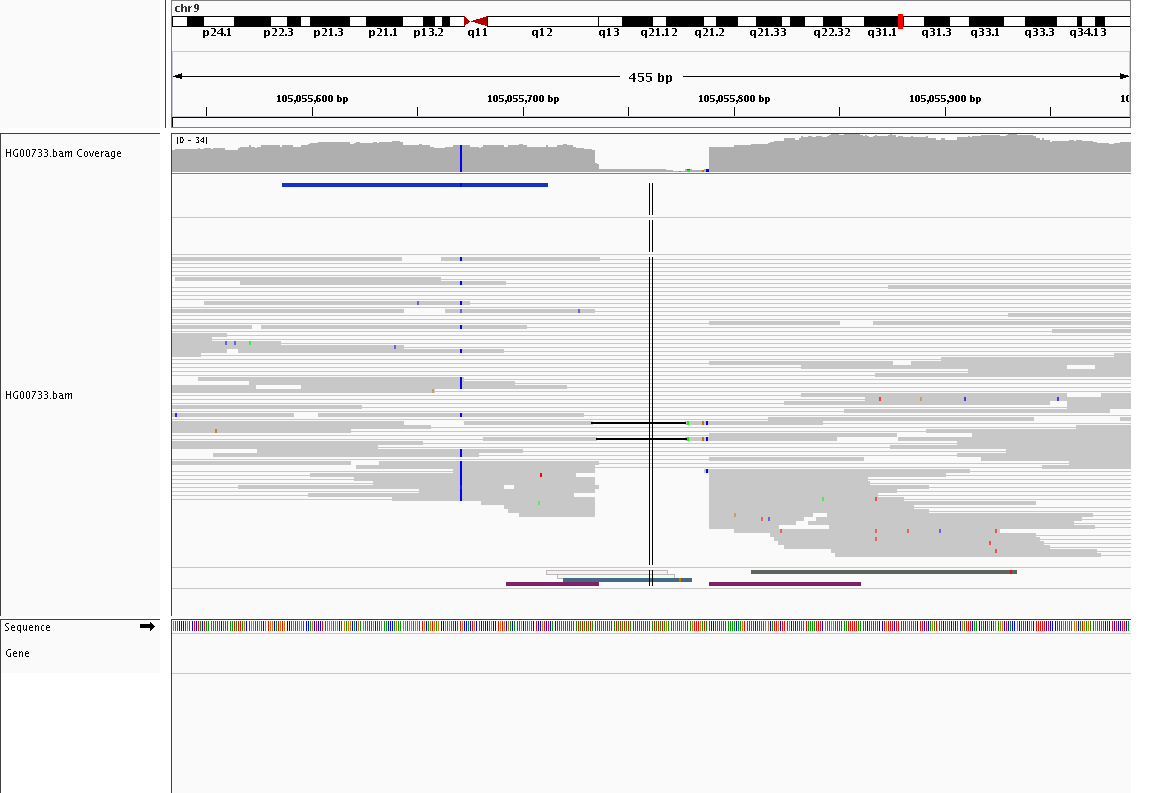 chr9
p24.1 p22.3 p21.3 p21.1 p13.2 q11 q12 q13 q21.12 q21.2 q21.33 q22.32 q31.1 q31.3 q33.1 q33.3 q34.13
455 bp
105,055,600 bp 105,055,700 bp 105,055,800 bp 105,055,900 bp 10
[0 - 34]
HG00733.bam Coverage
HG00733.bam
Sequence
Gene